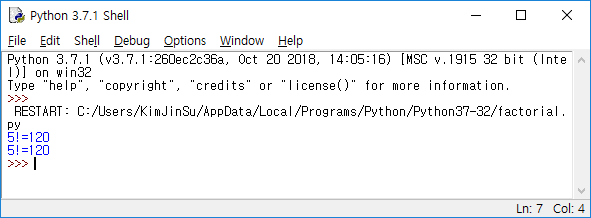 Python 3.7.1 Shell
File Edit Shell Debug Options Window Help
Python 3.7.1 (v3.7.1:260ec2c36a, Oct 20 2018, 14:05:16) [MSC v.1915 32 bit (Inte
l)] on win32
Type "help", "copyright", "credits" or "license()" for more information.
>>>
RESTART: C:/Users/KimJinSu/AppData/Local/Programs/Python/Python37-32/factorial.
py
5!=120
5!=120
>>>
Ln: 7 Col: 4